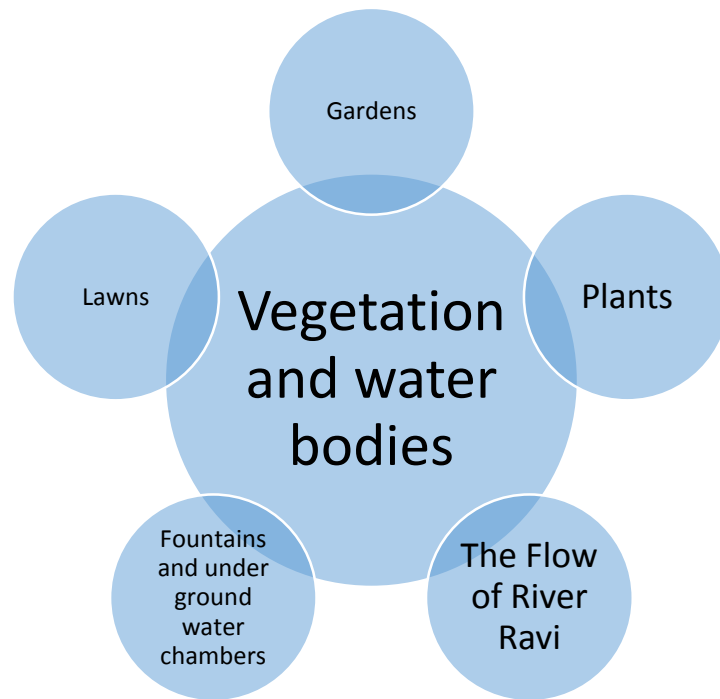 Gardens
Lawns
Plants
Vegetation
and water
bodies
Fountains
and under
ground
water
chambers
The Flow
of River
Ravi